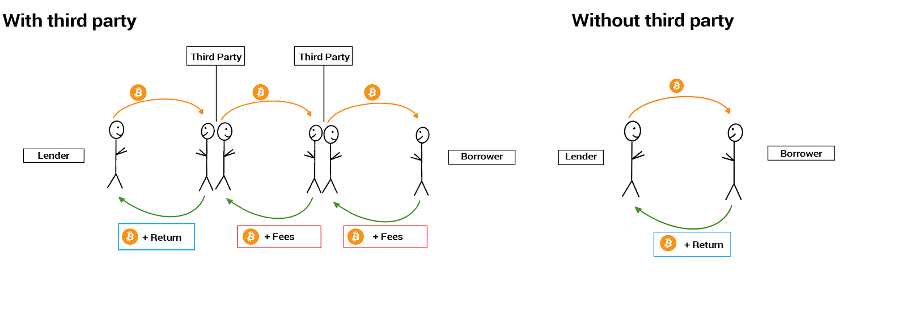 With third party
Without third party
Third Party
Third Party
Lender
Borrower
Lender
Borrower
+ Return
+ Fees
+ Fees
+ Return